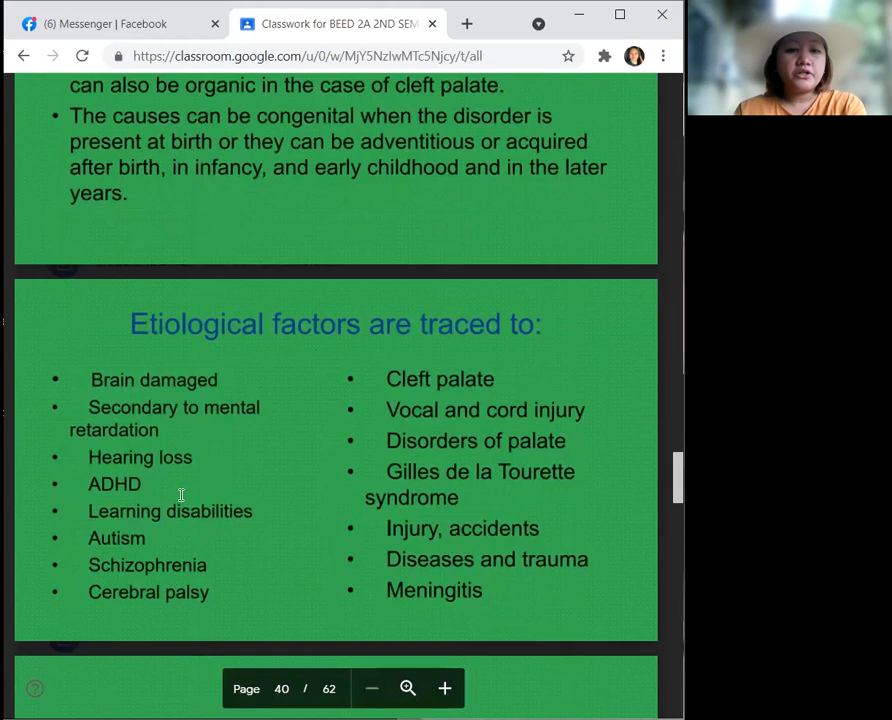 (6) Messenger | Facebook
Classwork for BEED 2A 2ND SEM
https://classroom.google.com/u/0/w/MjY5NzIwMTc5Njcy/t/all
can also be organic in the case of cleft palate.
• The causes can be congenital when the disorder is
present at birth or they can be adventitious or acquired
after birth, in infancy, and early childhood and in the later
years.
Etiological factors are traced to:
• Brain damaged
• Secondary to mental
retardation
• Hearing loss
• ADHD
• Learning disabilities
• Autism
• Schizophrenia
• Cerebral palsy
• Cleft palate
• Vocal and cord injury
• Disorders of palate
• Gilles de la Tourette
syndrome
• Injury, accidents
• Diseases and trauma
• Meningitis
Page 40 / 62